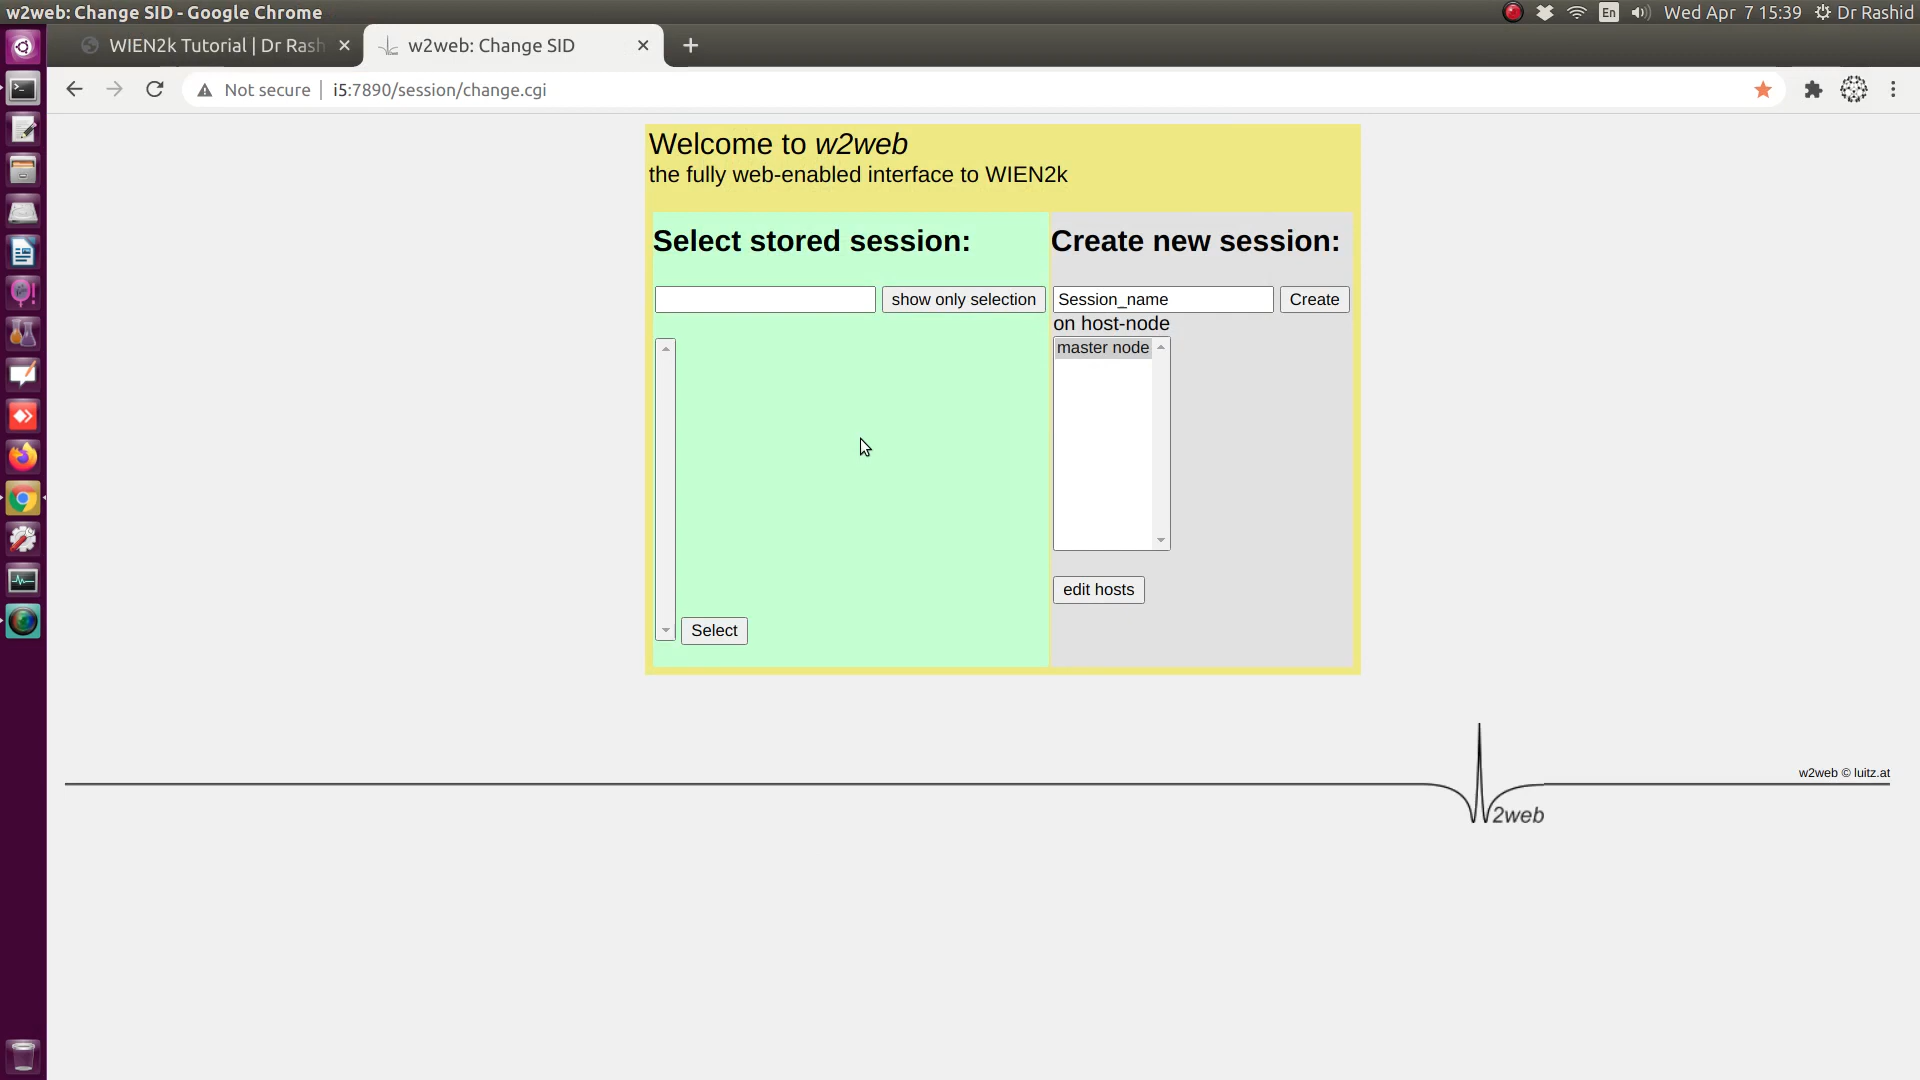 w2web: Change SID - Google Chrome
En
Wed Apr 7 15:39
Dr Rashid
WIEN2k Tutorial | Dr Rash
w2web: Change SID
Not secure
i5:7890/session/change.cgi
Welcome to w2web
the fully web-enabled interface to WIEN2k
Select stored session:
Create new session:
show only selection
Session_name
Create
on host-node
master node
edit hosts
Select
w2web © luitz.at
2web